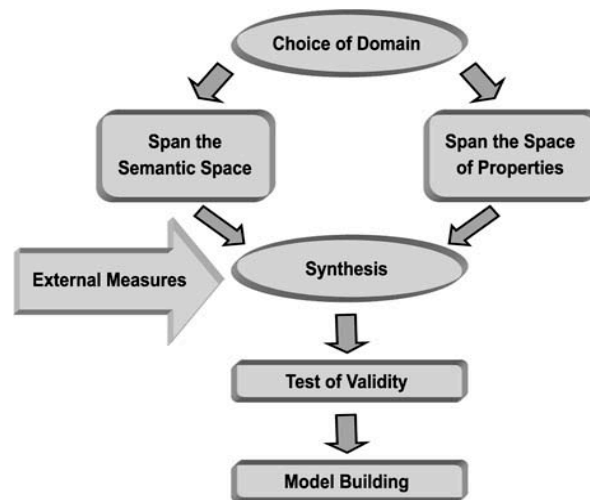 Choice of Domain
Span the
Semantic Space
Span the Space
of Properties
External Measures
Synthesis
Test of Validity
Model Building